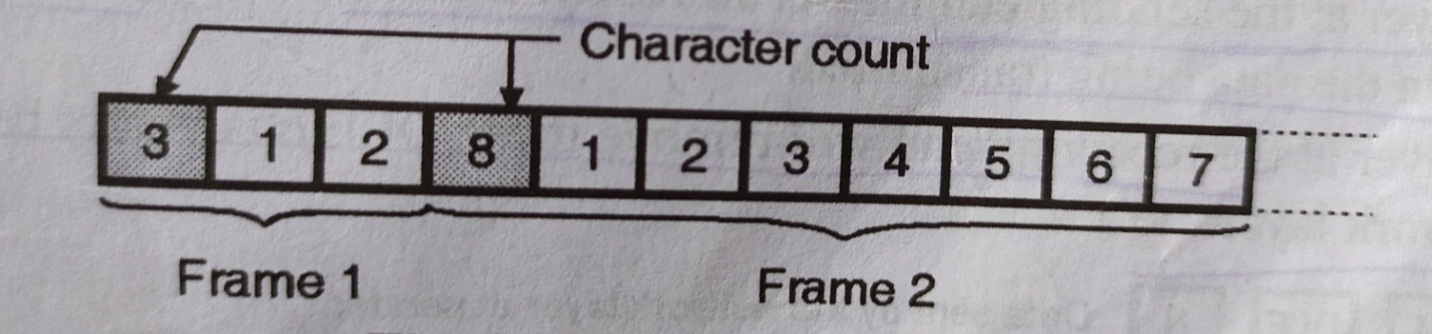 Character count
3 1 2 8 1 2 3 4 5 6 7
Frame 1 Frame 2